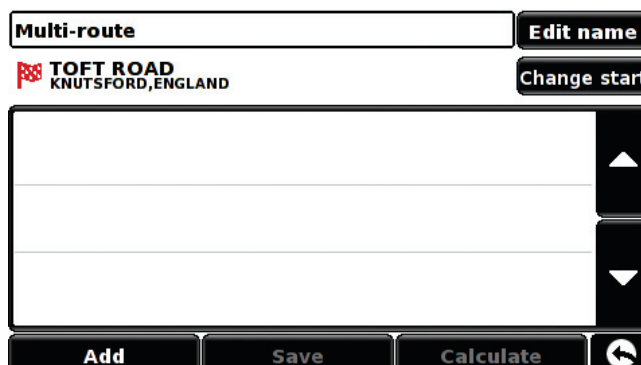 Multi-route
Edit name
TOFT ROAD
KNUTSFORD,ENGLAND
Change start
Add
Save
Calculate